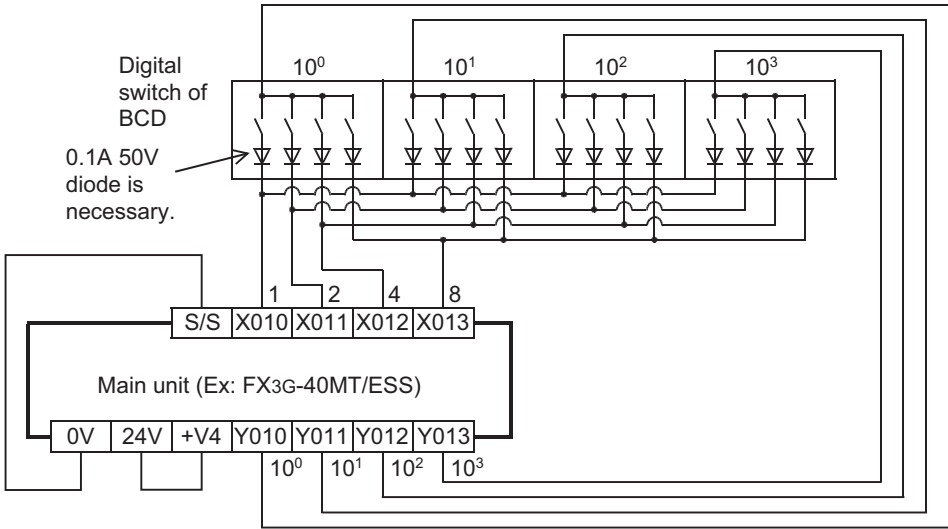 10⁰ 10¹ 10² 10³
Digital
switch of
BCD
0.1A 50V
diode is
necessary.
1 2 4 8
S/S X010 X011 X012 X013
Main unit (Ex: FX3G-40MT/ESS)
0V 24V +V4 Y010 Y011 Y012 Y013
10⁰ 10¹ 10² 10³